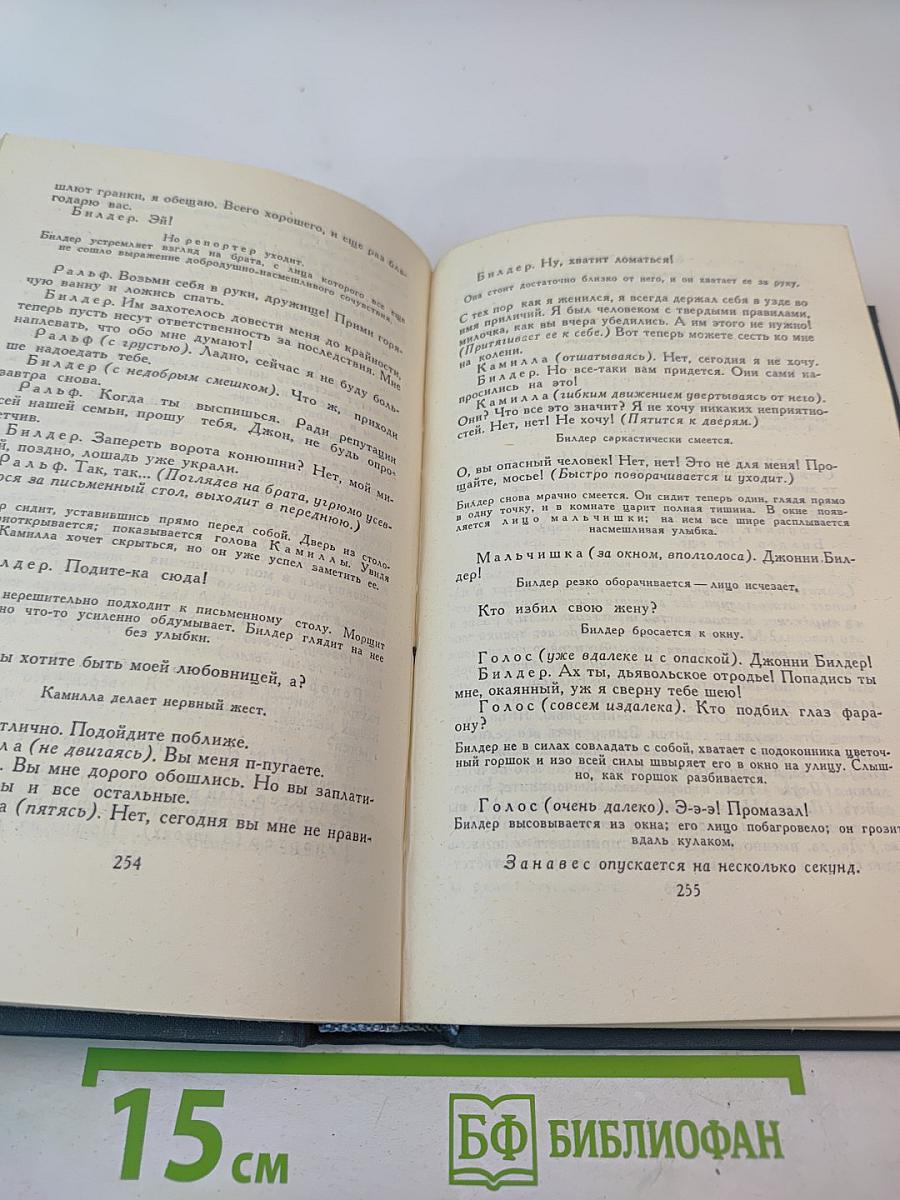 шлют гранки, я обещаю. Всего хорошего, и еще раз бла-
годарю вас.
Билдер. Эй!
Но репортер уходит.
Билдер устремляет взгляд на брата, с лица которого все еще
не сошло выражение добродушно-насмешливого сочувствия.
Ральф. Возьми себя в руки, дружище! Прими горя-
чую ванну и ложись спать.
Билдер. Им захотелось довести меня до крайности,
теперь пусть несут ответственность за последствия. Мне
наплевать, что обо мне думают!
Ральф (с грустью). Ладно, сейчас я не буду боль-
ше надоедать тебе.
Билдер (с недобрым смешком). Что ж, приходи
завтра снова.
Ральф. Когда ты выспишься. Ради репутации
сей нашей семьи, прошу тебя, Джон, не будь опро-
етчив.
Билдер. Запереть ворота конюшни? Нет, мой ми-
й, поздно, лошадь уже украли.
Ральф. Так, так... (Поглядев на брата, угрюмо усев-
ося за письменный стол, выходит в переднюю.)
р сидит, уставившись прямо перед собой. Дверь из столо-
риоткрывается; показывается голова Камиллы. Увидя
Камилла хочет скрыться, но он уже успел заметить ее.
лдер. Подите-ка сюда!
нерешительно подходит к письменному столу. Морщит
но что-то усиленно обдумывает. Билдер глядит на нее
без улыбки.
ы хотите быть моей любовницей, а?
Камилла делает нервный жест.
тлично. Подойдите поближе.
ла (не двигаясь). Вы меня п-пугаете.
. Вы мне дорого обошлись. Но вы заплати-
ы и все остальные.
а (пятясь). Нет, сегодня вы мне не нрави-
254
Билдер. Ну, хватит ломаться!
Она стоит достаточно близко от него, и он хватает ее за руку.
С тех пор как я женился, я всегда держал себя в узде во
имя приличий. Я был человеком с твердыми правилами,
милочка, как вы вчера убедились. А им этого не нужно!
(Притягивает ее к себе.) Вот теперь можете сесть ко мне
на колени.
Камилла (отшатываясь). Нет, сегодня я не хочу.
Билдер. Но все-таки вам придется. Они сами на-
просились на это!
Камилла (гибким движением увертываясь от него).
Они? Что все это значит? Я не хочу никаких неприятно-
стей. Нет, нет! Не хочу! (Пятится к дверям.)
Билдер саркастически смеется.
О, вы опасный человек! Нет, нет! Это не для меня! Про-
щайте, мосье! (Быстро поворачивается и уходит.)
Билдер снова мрачно смеется. Он сидит теперь один, глядя прямо
в одну точку, и в комнате царит полная тишина. В окне появ-
ляется лицо мальчишки; на нем все шире расплывается
насмешливая улыбка.
Мальчишка (за окном, вполголоса). Джонни Бил-
дер!
Билдер резко оборачивается — лицо исчезает.
Кто избил свою жену?
Билдер бросается к окну.
Голос (уже вдалеке и с опаской). Джонни Билдер!
Билдер. Ах ты, дьявольское отродье! Попадись ты
мне, окаянный, уж я сверну тебе шею!
Голос (совсем издалека). Кто подбил глаз фара-
ону?
Билдер не в силах совладать с собой, хватает с подоконника цветоч-
ный горшок и изо всей силы швыряет его в окно на улицу. Слыш-
но, как горшок разбивается.
Голос (очень далеко). Э-э-э! Промазал!
Билдер высовывается из окна; его лицо побагровело; он грозит
вдаль кулаком.
Занавес опускается на несколько секунд.
255
15 см
БФ БИБЛИОФАН